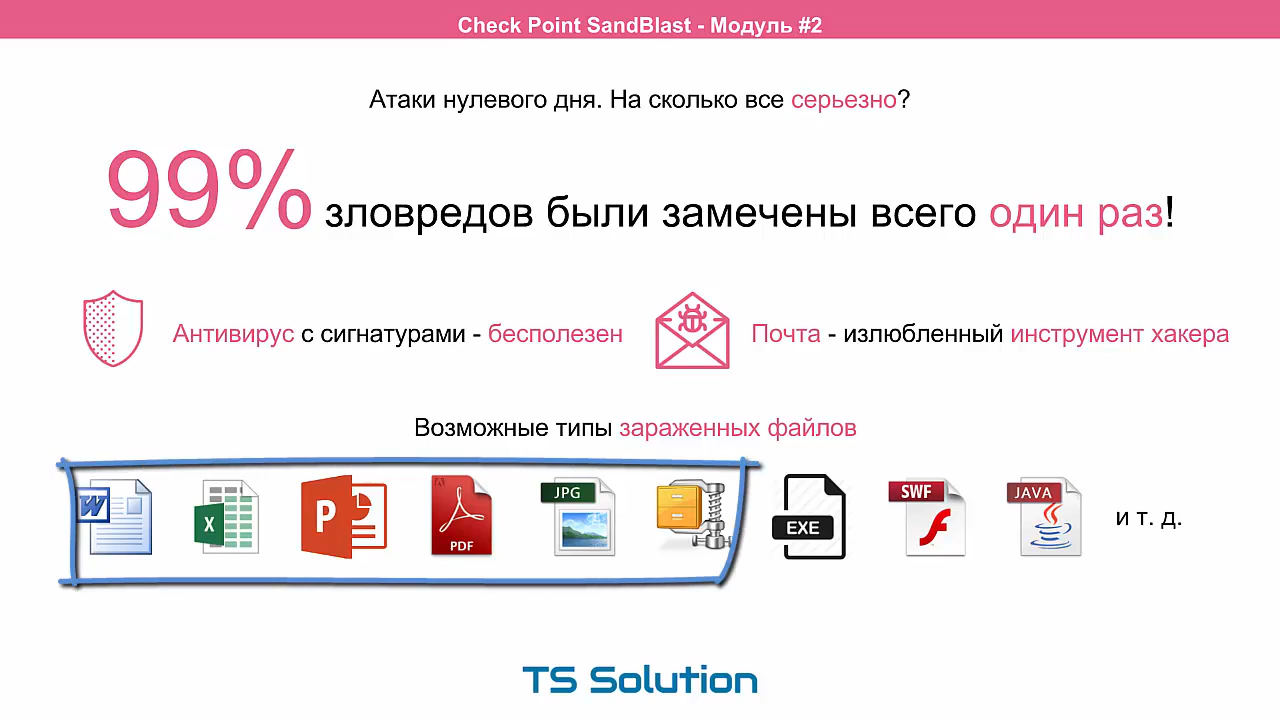 Check Point SandBlast - Модуль #2
Атаки нулевого дня. На сколько все серьезно?
99% зловредов были замечены всего один раз!
Антивирус с сигнатурами - бесполезен
Почта - излюбленный инструмент хакера
Возможные типы зараженных файлов
W
X
P
PDF
JPG
EXE
SWF
JAVA
и т. д.
TS Solution